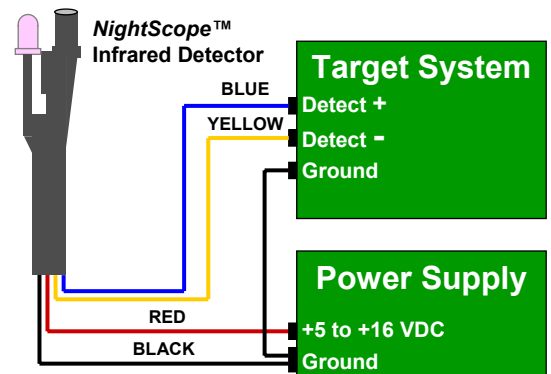 NightScope™
Infrared Detector
BLUE
YELLOW
Target System
Detect +
Detect -
Ground
Power Supply
RED
+5 to +16 VDC
BLACK
Ground